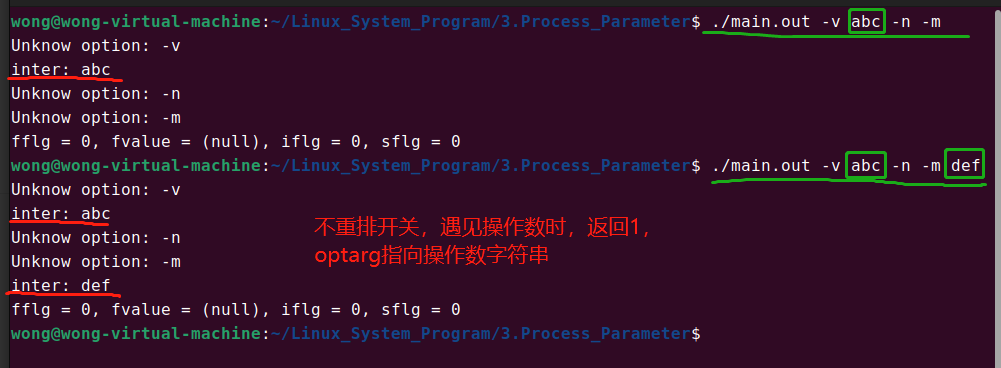 wong@wong-virtual-machine:~/Linux_System_Program/3.Process_Parameter$ ./main.out -v abc -n -m
Unknow option: -v
inter: abc
Unknow option: -n
Unknow option: -m
fflg = 0, fvalue = (null), iflg = 0, sflg = 0
wong@wong-virtual-machine:~/Linux_System_Program/3.Process_Parameter$ ./main.out -v abc -n -m def
Unknow option: -v
inter: abc
Unknow option: -n
Unknow option: -m
inter: def
fflg = 0, fvalue = (null), iflg = 0, sflg = 0
wong@wong-virtual-machine:~/Linux_System_Program/3.Process_Parameter$
不重排开关，遇见操作数时，返回1，
optarg指向操作数字符串